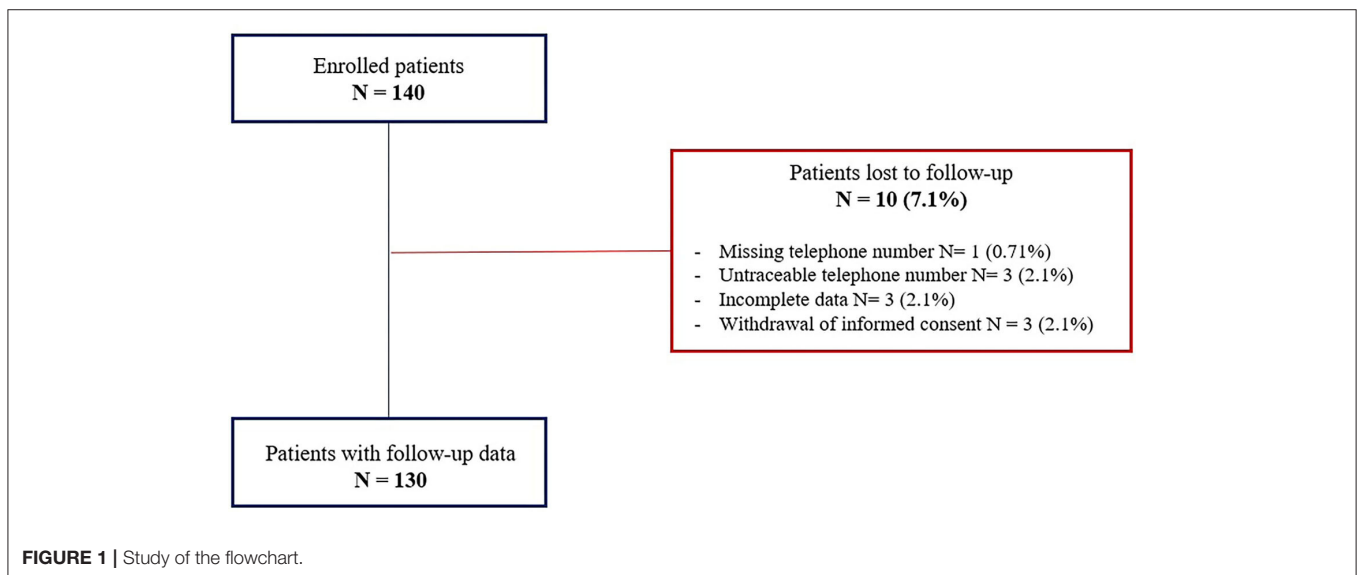 Enrolled patients
N = 140
Patients lost to follow-up
N = 10 (7.1%)
- Missing telephone number N= 1 (0.71%)
- Untraceable telephone number N= 3 (2.1%)
- Incomplete data N= 3 (2.1%)
- Withdrawal of informed consent N = 3 (2.1%)
Patients with follow-up data
N = 130
FIGURE 1 | Study of the flowchart.